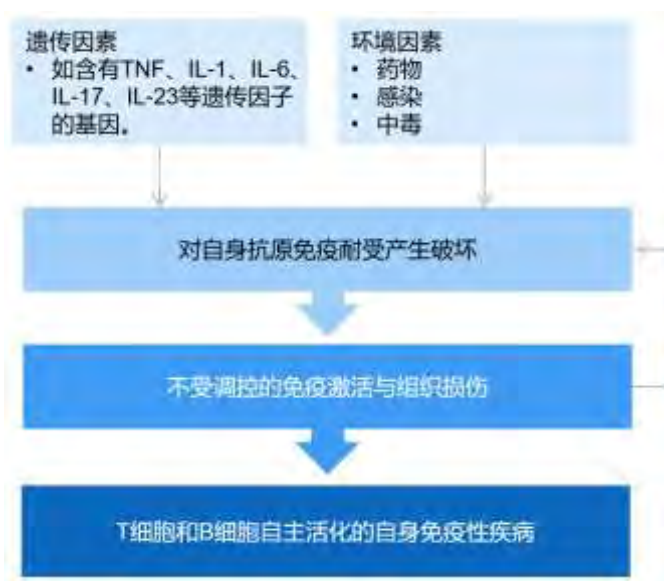 遗传因素
• 如含有TNF、IL-1、IL-6、
IL-17、IL-23等遗传因子
的基因。
环境因素
• 药物
• 感染
• 中毒
对自身抗原免疫耐受产生破坏
不受调控的免疫激活与组织损伤
T细胞和B细胞自主活化的自身免疫性疾病